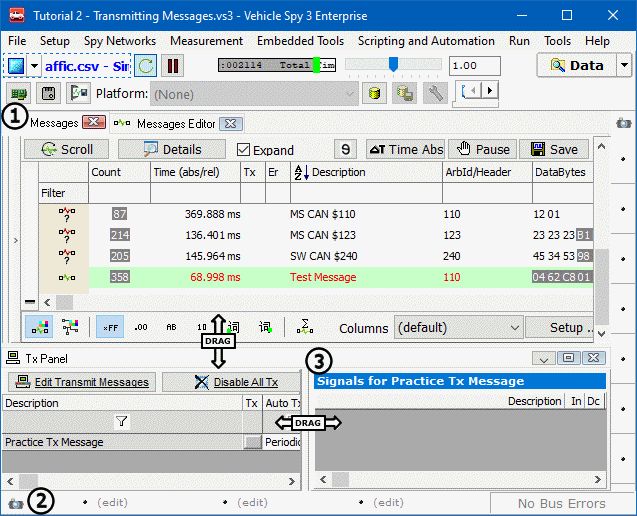 Tutorial 2 - Transmitting Messages.vs3 - Vehicle Spy 3 Enterprise
File Setup Spy Networks Measurement Embedded Tools Scripting and Automation Run Tools Help
affic.csv - Sim :002114 Total Tim 1.00 Data
Platform: (None)
1 Messages Messages Editor
Scroll Details Expand 9 ΔT Time Abs Pause Save
Count Time (abs/rel) Tx Er AZ Description ArbId/Header DataBytes
Filter
? 87 369.888 ms MS CAN $110 110 12 01
? 214 136.401 ms MS CAN $123 123 23 23 23 B1
? 205 145.964 ms SW CAN $240 240 45 34 53 98
358 68.998 ms Test Message 110 04 62 C8 01
xFF .00 AB 10 词 词 Σ Columns (default) Setup ..
DRAG
Tx Panel
3
Edit Transmit Messages Disable All Tx
Signals for Practice Tx Message
Description Tx Auto Tx
Description In Dc
DRAG
Practice Tx Message Periodic
2 (edit) (edit) (edit) No Bus Errors